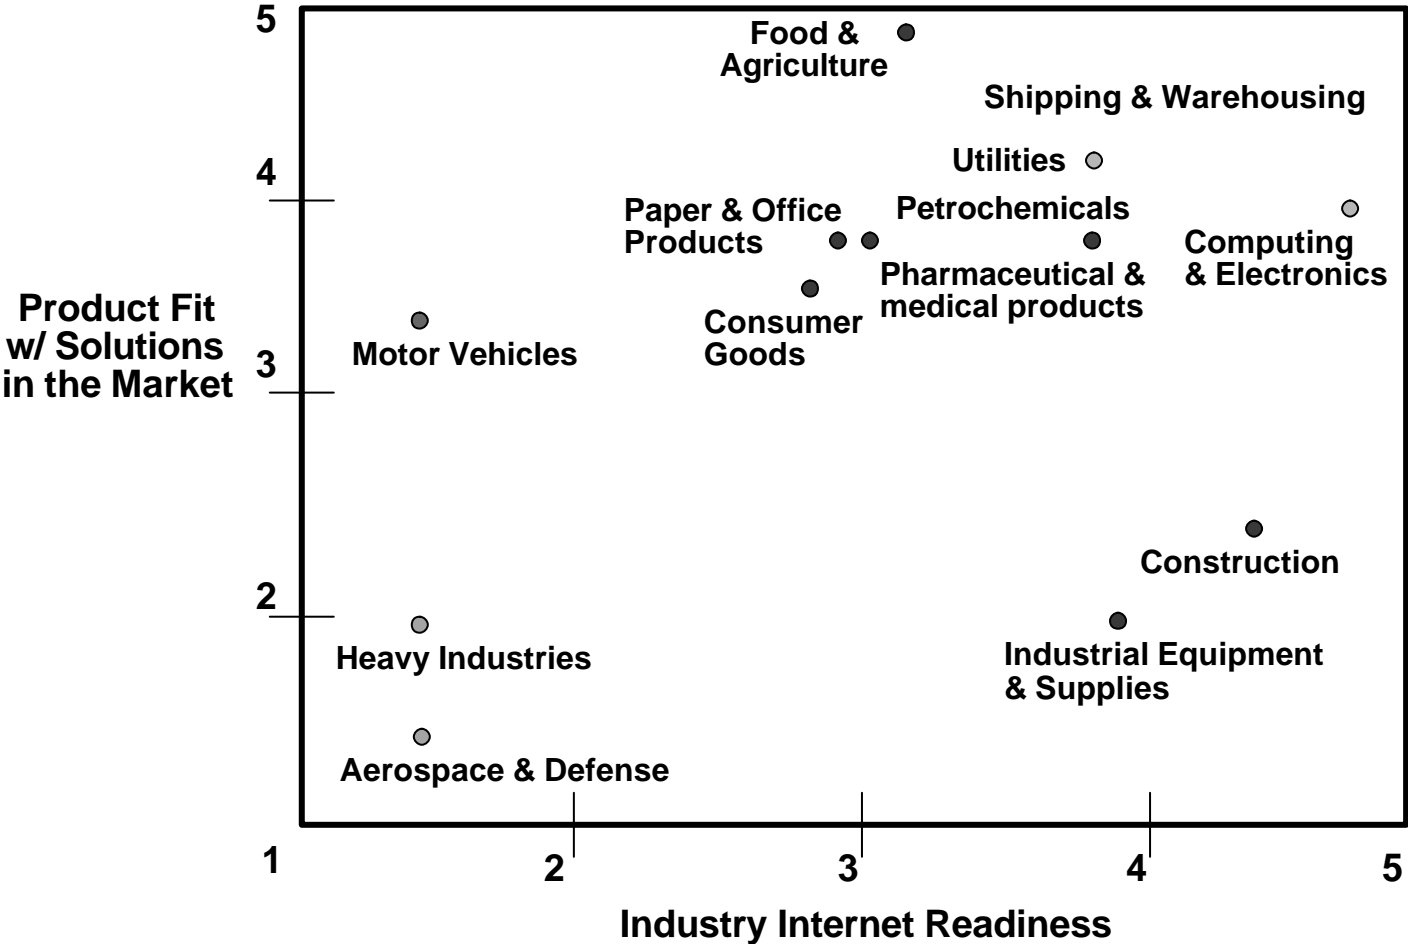 5
Food &
Agriculture
Shipping & Warehousing
Utilities
4
Paper & Office
Products
Petrochemicals
Computing
& Electronics
Pharmaceutical &
medical products
Product Fit
w/ Solutions
in the Market
Consumer
Goods
Motor Vehicles
3
Construction
2
Heavy Industries
Industrial Equipment
& Supplies
Aerospace & Defense
1
2
3
4
5
Industry Internet Readiness